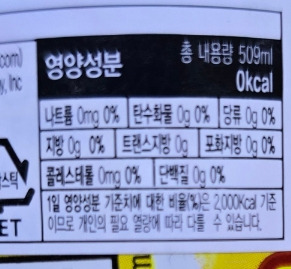 com)
영양성분
총 내용량 509ml
0kcal
y, Inc
나트륨 0mg 0% 탄수화물 0g 0% 당류 0g 0%
지방 0g 0% 트랜스지방 0g 포화지방 0g 0%
콜레스테롤 0mg 0% 단백질 0g 0%
1일 영양성분 기준치에 대한 비율(%)은 2,000Kcal 기준
이므로 개인의 필요 열량에 따라 다를 수 있습니다.